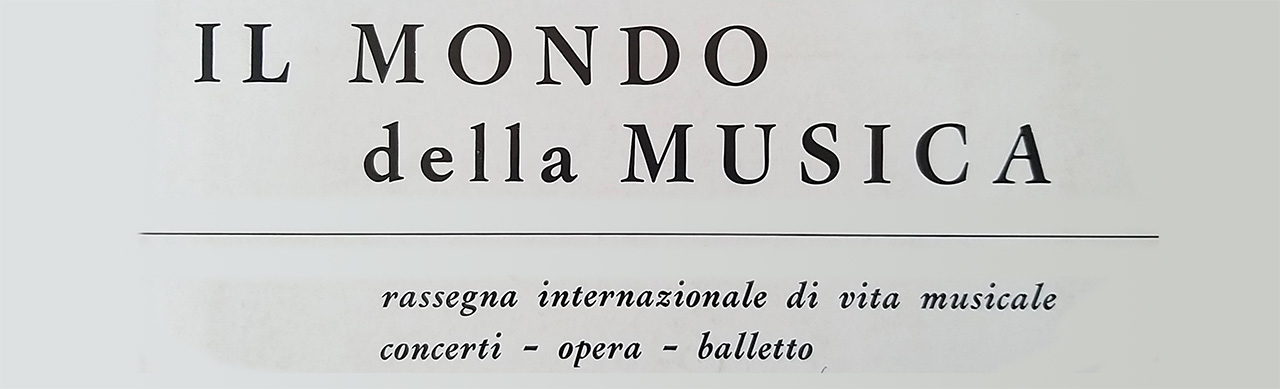 IL MONDO
della MUSICA
rassegna internazionale di vita musicale
concerti - opera - balletto